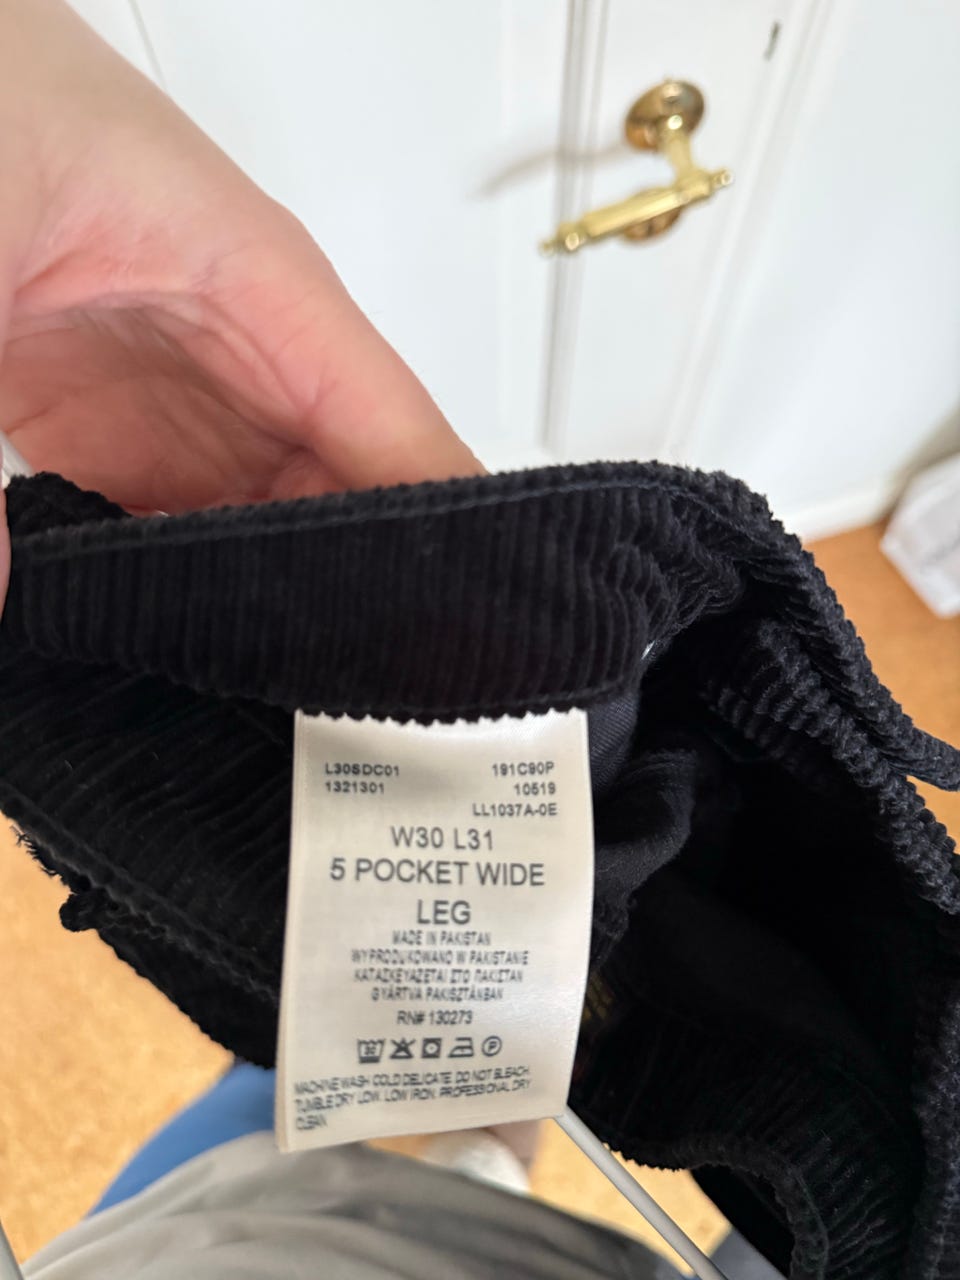 L30SDC01 191C90P
1321301 10519
LL1037A-0E
W30 L31
5 POCKET WIDE
LEG
MADE IN PAKISTAN
WYPRODUKOWANO W PAKISTANIE
ΚΑΤΑΣΚΕΥΑΖΕΤΑΙ ΣΤΟ ΠΑΚΙΣΤΑΝ
GYÁRTVA PAKISZTÁNBAN
RN# 130273
MACHINE WASH COLD DELICATE. DO NOT BLEACH.
TUMBLE DRY LOW. LOW IRON. PROFESSIONAL DRY
CLEAN.